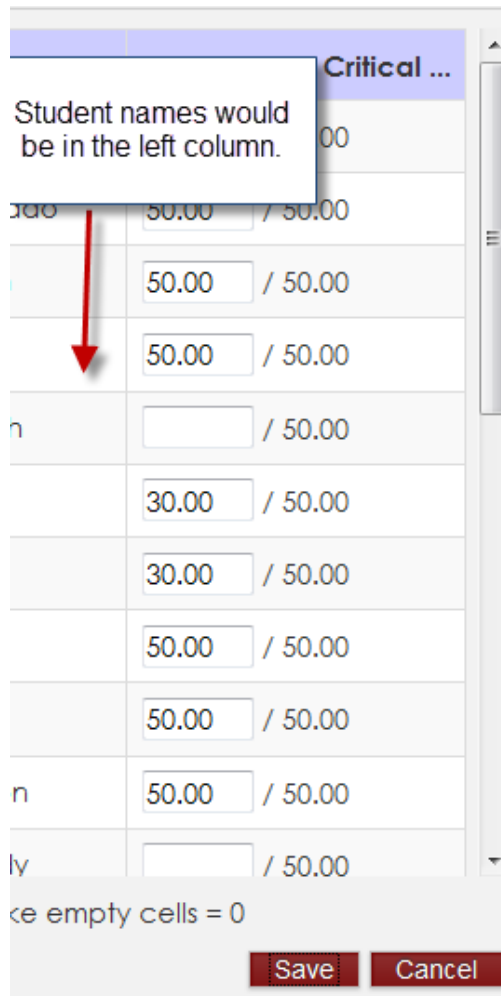 Critical ...
Student names would
be in the left column.
00
50.00 / 50.00
50.00 / 50.00
50.00 / 50.00
h / 50.00
30.00 / 50.00
30.00 / 50.00
50.00 / 50.00
50.00 / 50.00
n 50.00 / 50.00
ly / 50.00
ke empty cells = 0
Save Cancel